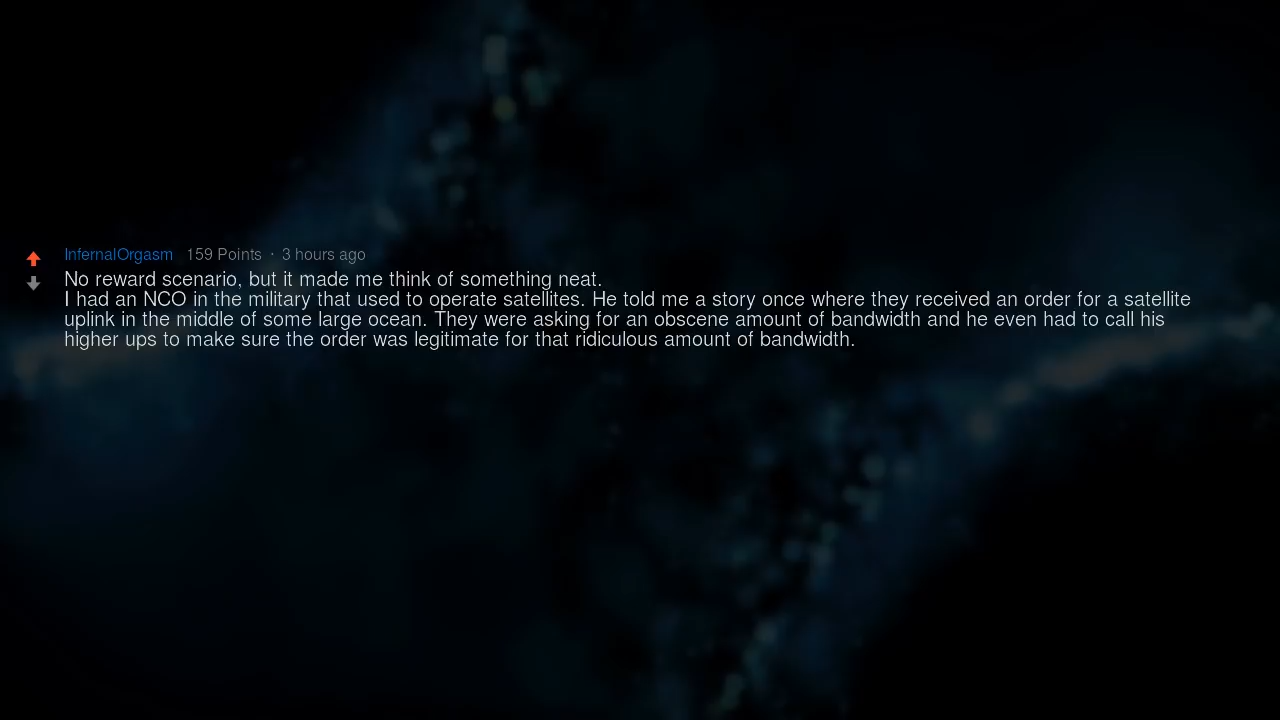 InfernalOrgasm 159 Points · 3 hours ago
No reward scenario, but it made me think of something neat.
I had an NCO in the military that used to operate satellites. He told me a story once where they received an order for a satellite
uplink in the middle of some large ocean. They were asking for an obscene amount of bandwidth and he even had to call his
higher ups to make sure the order was legitimate for that ridiculous amount of bandwidth.